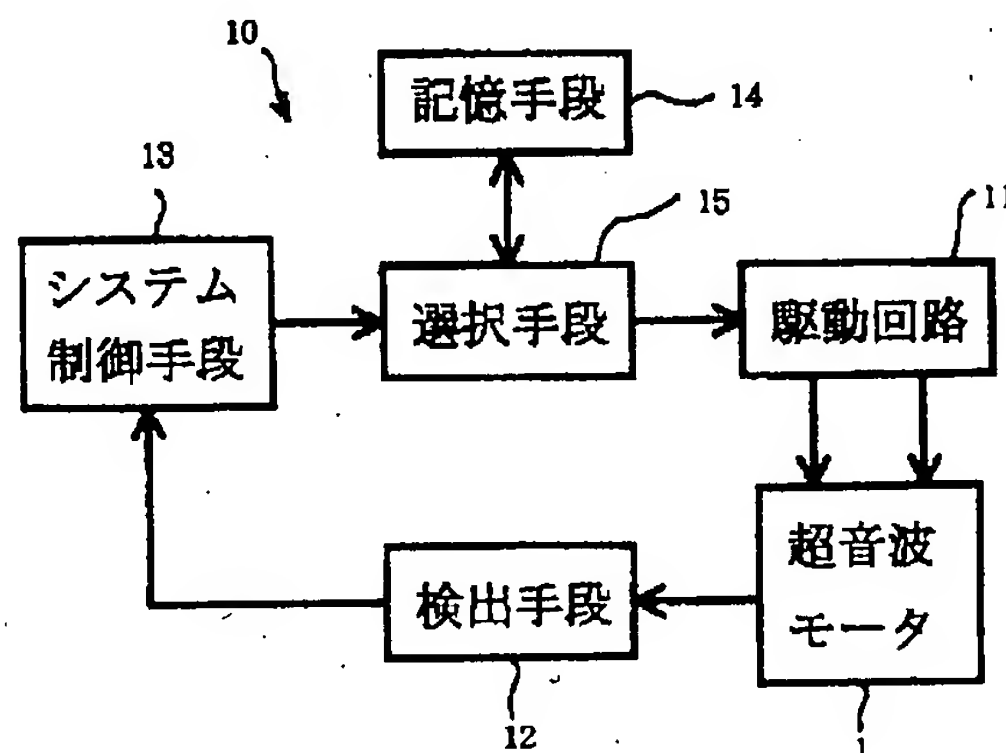 10
記憶手段
14
13
15
11
システム
制御手段
選択手段
駆動回路
超音波
モータ
検出手段
12
1